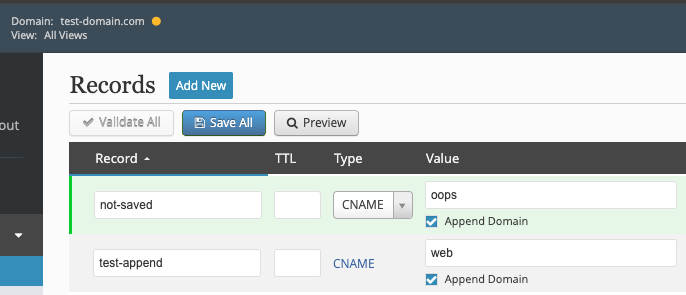 Domain: test-domain.com
View: All Views
out
Records Add New
Validate All Save All Preview
Record TTL Type Value
not-saved CNAME oops
Append Domain
test-append CNAME web
Append Domain